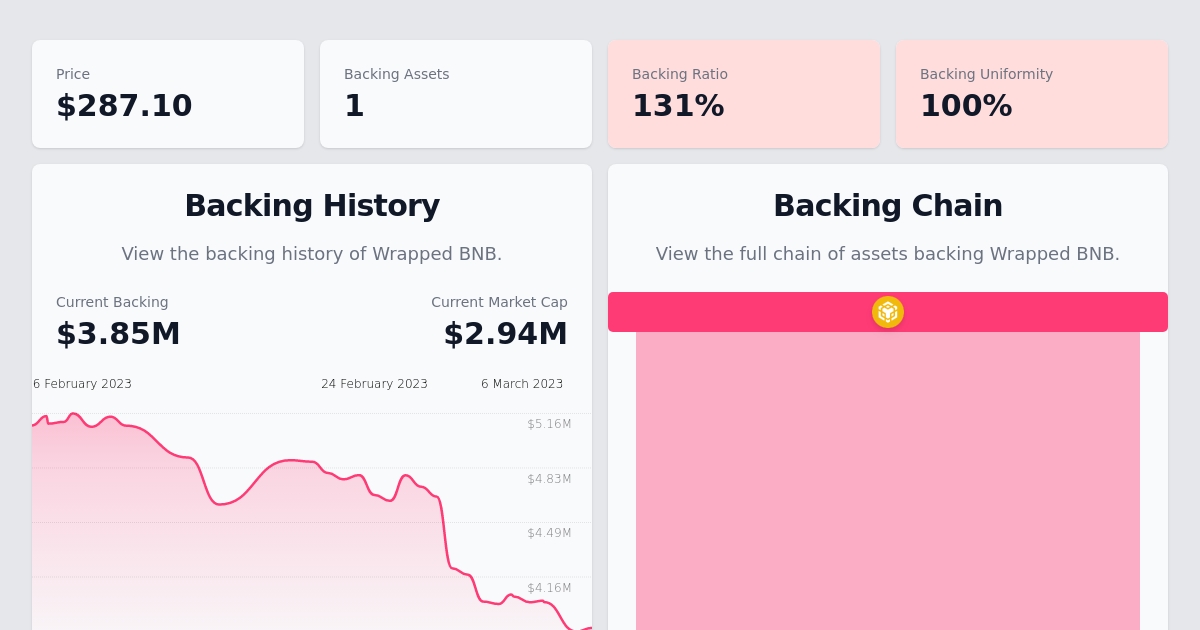 Price
$287.10
Backing Assets
1
Backing Ratio
131%
Backing Uniformity
100%
Backing History
View the backing history of Wrapped BNB.
Current Backing
$3.85M
Current Market Cap
$2.94M
6 February 2023
24 February 2023
6 March 2023
$5.16M
$4.83M
$4.49M
$4.16M
Backing Chain
View the full chain of assets backing Wrapped BNB.